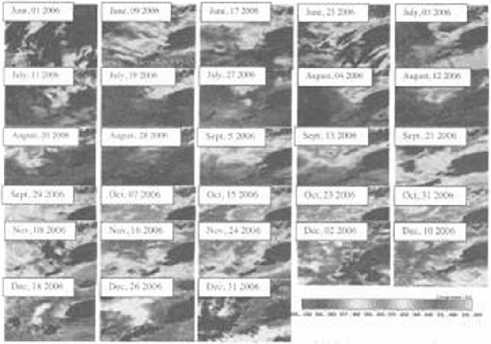 June, 01 2006
June, 09 2006
June, 17 2006
June, 25 2006
July, 03 2006
July, 11 2006
July, 19 2006
July, 27 2006
August, 04 2006
August, 12 2006
August, 20 2006
August, 28 2006
Sept, 5 2006
Sept, 13 2006
Sept, 21 2006
Sept, 29 2006
Oct, 07 2006
Oct, 15 2006
Oct, 23 2006
Oct, 31 2006
Nov, 08 2006
Nov, 16 2006
Nov, 24 2006
Dec, 02 2006
Dec, 10 2006
Dec, 18 2006
Dec, 26 2006
Dec, 31 2006